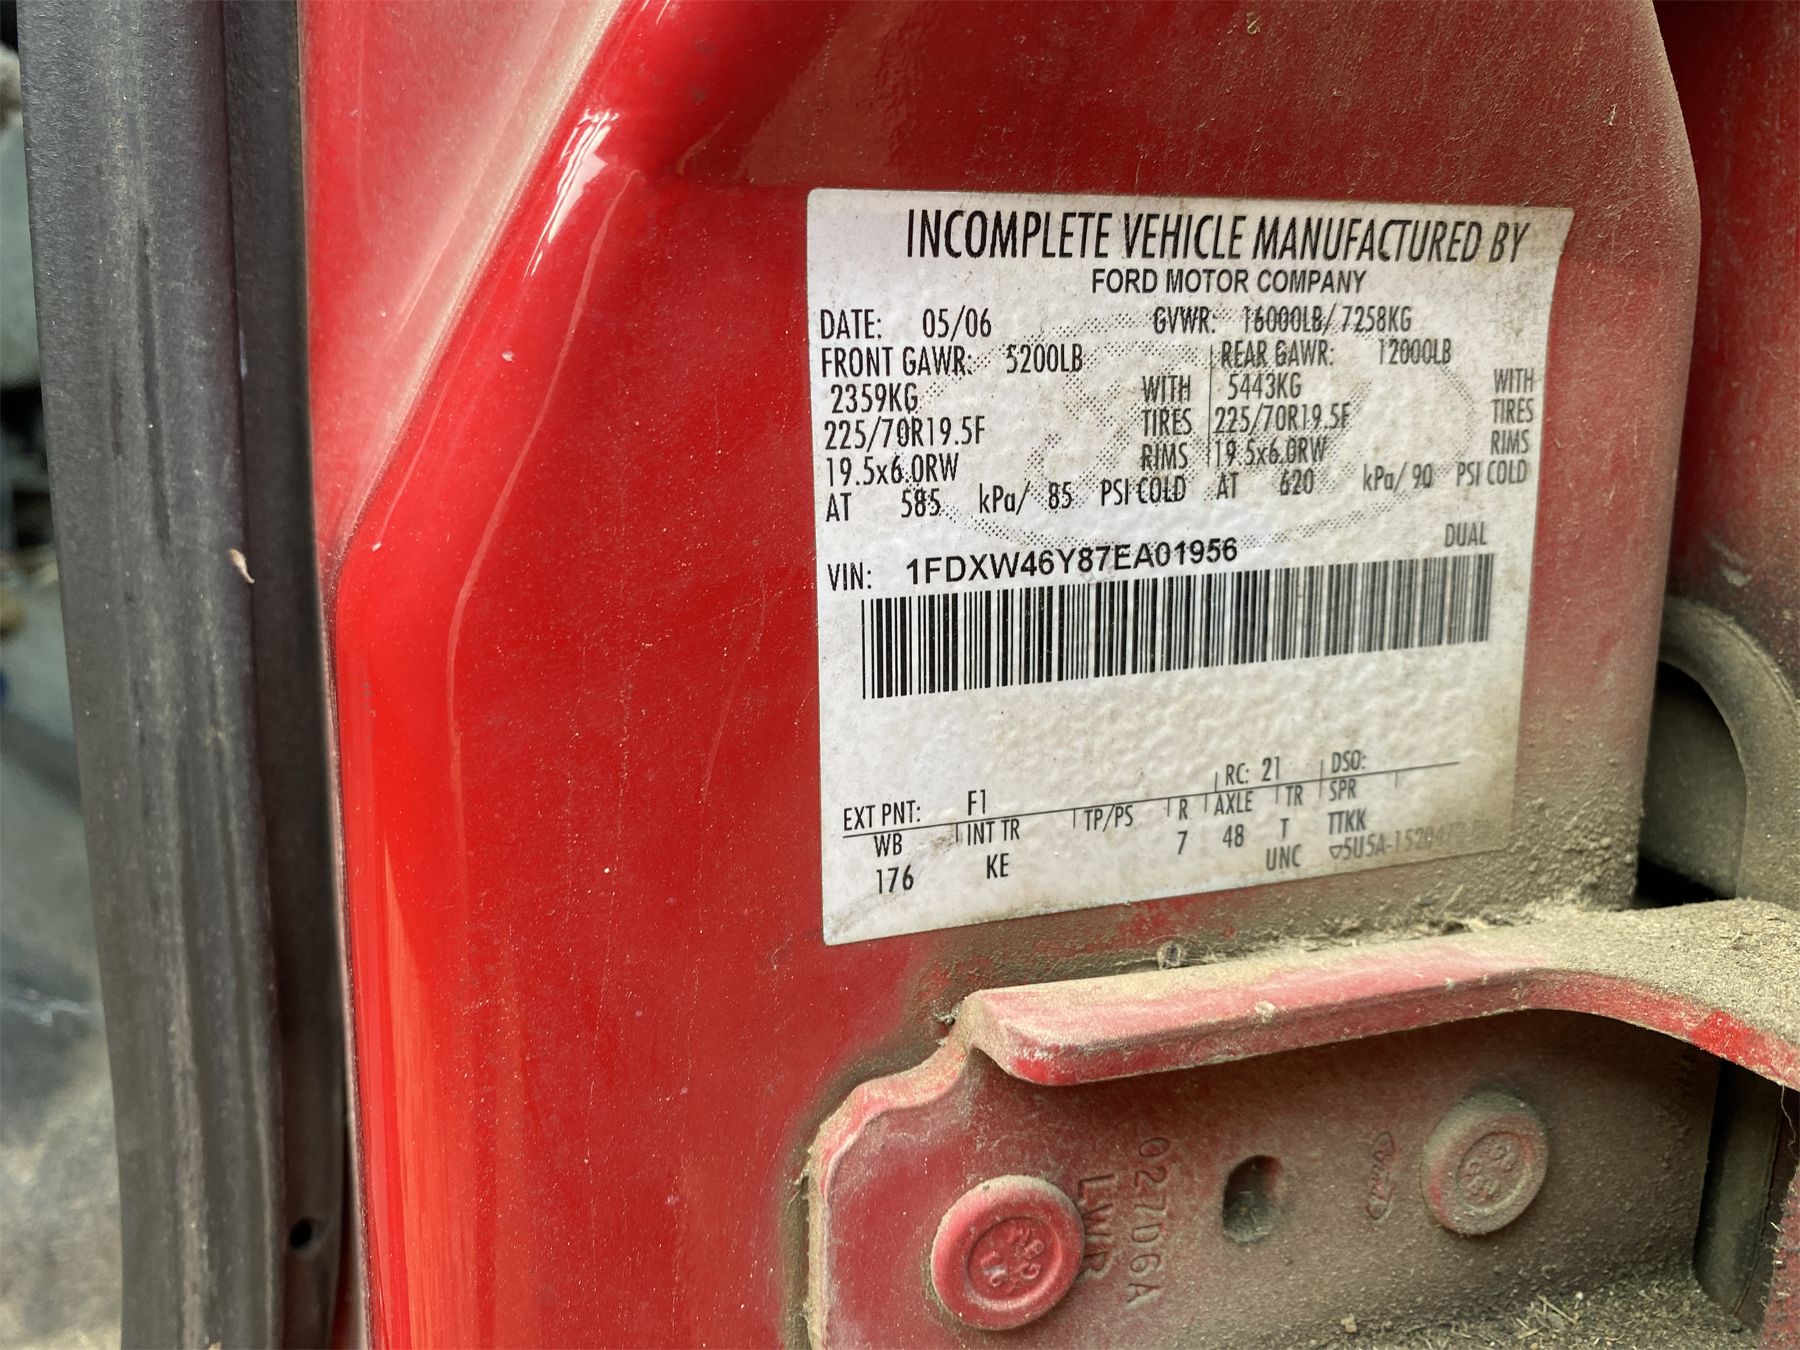 INCOMPLETE VEHICLE MANUFACTURED BY
FORD MOTOR COMPANY
DATE: 05/06 GVWR: 16000LB/ 7258KG
FRONT GAWR: 5200LB REAR GAWR: 12000LB
2359KG WITH 5443KG WITH
225/70R19.5F TIRES 225/70R19.5F TIRES
19.5x6.0RW RIMS 19.5x6.0RW RIMS
AT 585 kPa/ 85 PSI COLD AT 620 kPa/ 90 PSI COLD
DUAL
VIN: 1FDXW46Y87EA01956
RC: 21 DSO:
EXT PNT: F1
WB INT TR TP/PS R AXLE TR SPR
176 KE 7 48 T TTKK
UNC
02706A
LWR